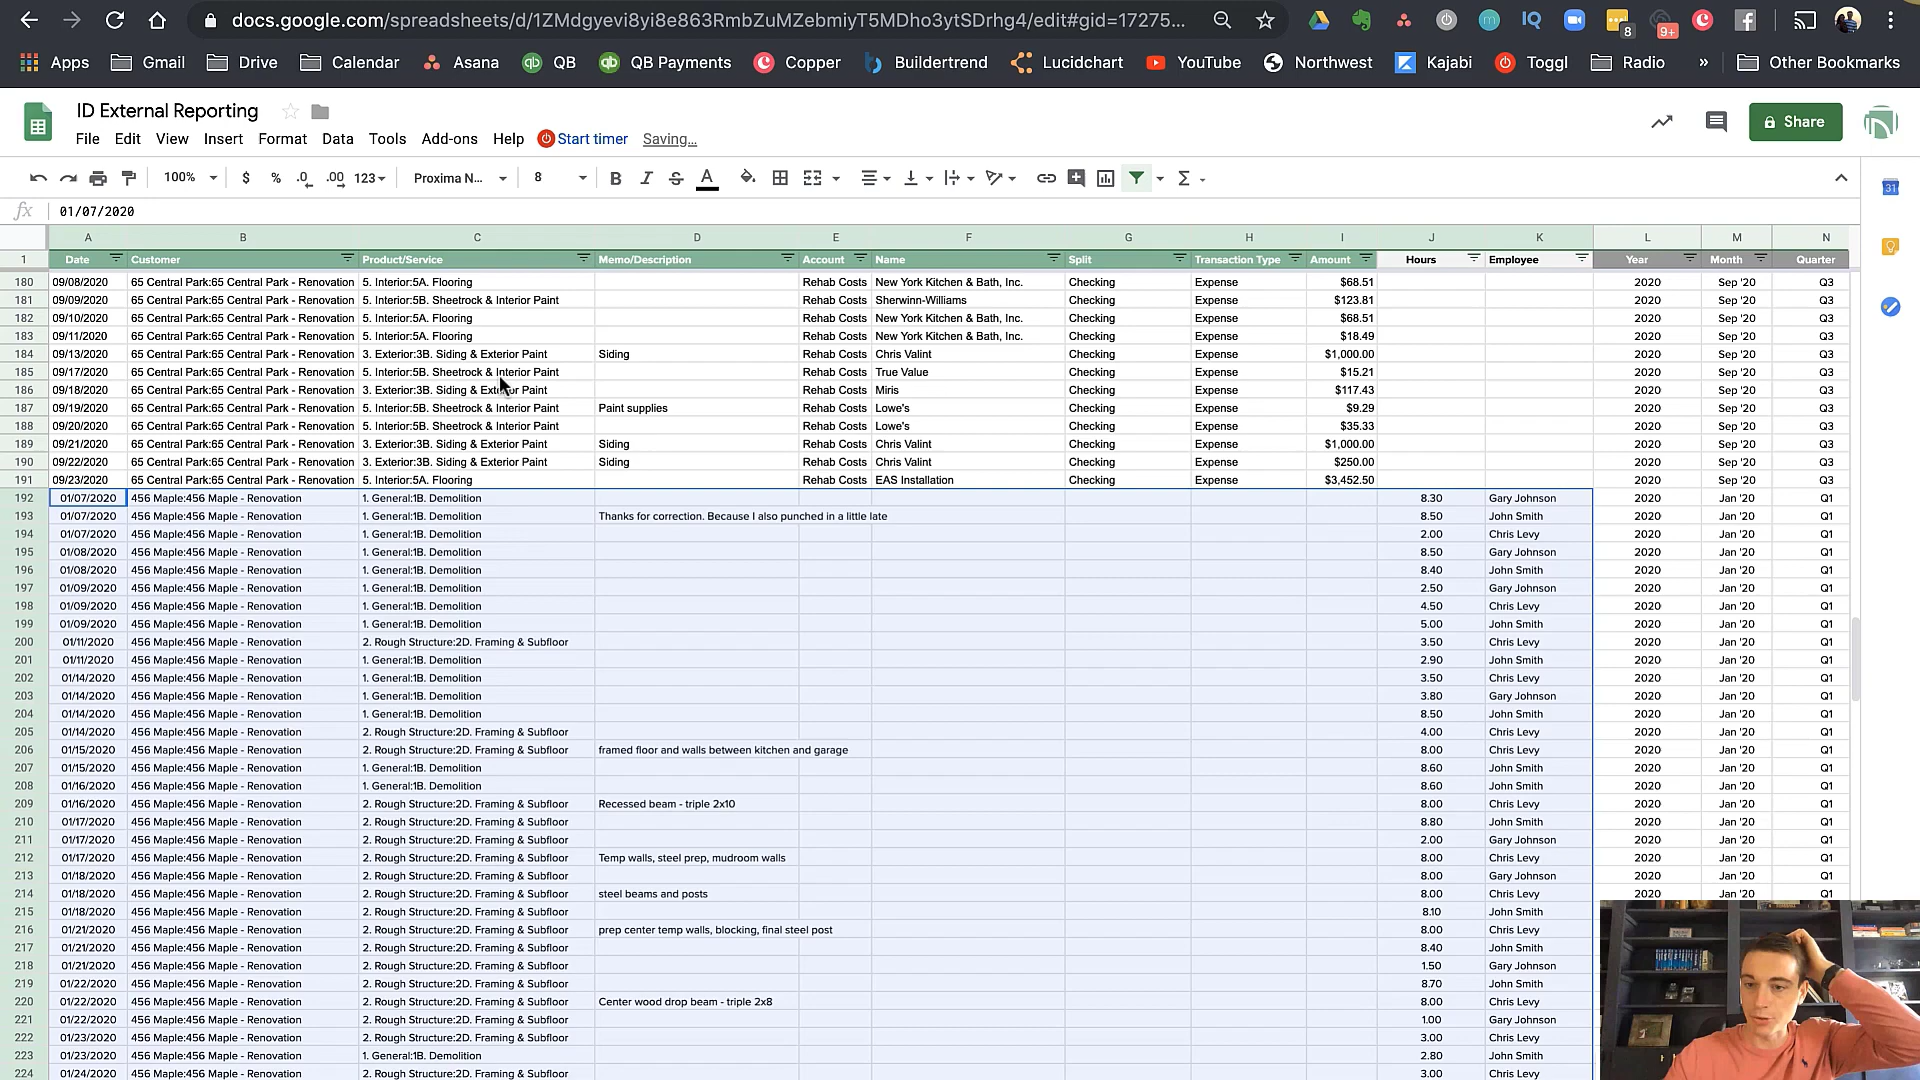 docs.google.com/spreadsheets/d/1ZMdgyevi8yi8e863RmbZuMZebmiyT5MDho3ytSDrhg4/edit#gid=17275...
8
9+
Apps Gmail Drive Calendar Asana QB QB Payments Copper Buildertrend Lucidchart YouTube Northwest Kajabi Toggl Radio » Other Bookmarks
ID External Reporting
File Edit View Insert Format Data Tools Add-ons Help Start timer Saving...
Share
100% $ % .0 .00 123 Proxima N... 8 B I S A Σ
31
fx 01/07/2020
A B C D E F G H I J K L M N
1 Date Customer Product/Service Memo/Description Account Name Split Transaction Type Amount Hours Employee Year Month Quarter
180 09/08/2020 65 Central Park:65 Central Park - Renovation 5. Interior:5A. Flooring Rehab Costs New York Kitchen & Bath, Inc. Checking Expense $68.51 2020 Sep '20 Q3
181 09/09/2020 65 Central Park:65 Central Park - Renovation 5. Interior:5B. Sheetrock & Interior Paint Rehab Costs Sherwinn-Williams Checking Expense $123.81 2020 Sep '20 Q3
182 09/10/2020 65 Central Park:65 Central Park - Renovation 5. Interior:5A. Flooring Rehab Costs New York Kitchen & Bath, Inc. Checking Expense $68.51 2020 Sep '20 Q3
183 09/11/2020 65 Central Park:65 Central Park - Renovation 5. Interior:5A. Flooring Rehab Costs New York Kitchen & Bath, Inc. Checking Expense $18.49 2020 Sep '20 Q3
184 09/13/2020 65 Central Park:65 Central Park - Renovation 3. Exterior:3B. Siding & Exterior Paint Siding Rehab Costs Chris Valint Checking Expense $1,000.00 2020 Sep '20 Q3
185 09/17/2020 65 Central Park:65 Central Park - Renovation 5. Interior:5B. Sheetrock & Interior Paint Rehab Costs True Value Checking Expense $15.21 2020 Sep '20 Q3
186 09/18/2020 65 Central Park:65 Central Park - Renovation 3. Exterior:3B. Siding & Exterior Paint Rehab Costs Miris Checking Expense $117.43 2020 Sep '20 Q3
187 09/19/2020 65 Central Park:65 Central Park - Renovation 5. Interior:5B. Sheetrock & Interior Paint Paint supplies Rehab Costs Lowe's Checking Expense $9.29 2020 Sep '20 Q3
188 09/20/2020 65 Central Park:65 Central Park - Renovation 5. Interior:5B. Sheetrock & Interior Paint Rehab Costs Lowe's Checking Expense $35.33 2020 Sep '20 Q3
189 09/21/2020 65 Central Park:65 Central Park - Renovation 3. Exterior:3B. Siding & Exterior Paint Siding Rehab Costs Chris Valint Checking Expense $1,000.00 2020 Sep '20 Q3
190 09/22/2020 65 Central Park:65 Central Park - Renovation 3. Exterior:3B. Siding & Exterior Paint Siding Rehab Costs Chris Valint Checking Expense $250.00 2020 Sep '20 Q3
191 09/23/2020 65 Central Park:65 Central Park - Renovation 5. Interior:5A. Flooring Rehab Costs EAS Installation Checking Expense $3,452.50 2020 Sep '20 Q3
192 01/07/2020 456 Maple:456 Maple - Renovation 1. General:1B. Demolition 8.30 Gary Johnson 2020 Jan '20 Q1
193 01/07/2020 456 Maple:456 Maple - Renovation 1. General:1B. Demolition Thanks for correction. Because I also punched in a little late 8.50 John Smith 2020 Jan '20 Q1
194 01/07/2020 456 Maple:456 Maple - Renovation 1. General:1B. Demolition 2.00 Chris Levy 2020 Jan '20 Q1
195 01/08/2020 456 Maple:456 Maple - Renovation 1. General:1B. Demolition 8.50 Gary Johnson 2020 Jan '20 Q1
196 01/08/2020 456 Maple:456 Maple - Renovation 1. General:1B. Demolition 8.40 John Smith 2020 Jan '20 Q1
197 01/09/2020 456 Maple:456 Maple - Renovation 1. General:1B. Demolition 2.50 Gary Johnson 2020 Jan '20 Q1
198 01/09/2020 456 Maple:456 Maple - Renovation 1. General:1B. Demolition 4.50 Chris Levy 2020 Jan '20 Q1
199 01/09/2020 456 Maple:456 Maple - Renovation 1. General:1B. Demolition 5.00 John Smith 2020 Jan '20 Q1
200 01/11/2020 456 Maple:456 Maple - Renovation 2. Rough Structure:2D. Framing & Subfloor 3.50 Chris Levy 2020 Jan '20 Q1
201 01/11/2020 456 Maple:456 Maple - Renovation 1. General:1B. Demolition 2.90 John Smith 2020 Jan '20 Q1
202 01/14/2020 456 Maple:456 Maple - Renovation 1. General:1B. Demolition 3.50 Chris Levy 2020 Jan '20 Q1
203 01/14/2020 456 Maple:456 Maple - Renovation 1. General:1B. Demolition 3.80 Gary Johnson 2020 Jan '20 Q1
204 01/14/2020 456 Maple:456 Maple - Renovation 1. General:1B. Demolition 8.50 John Smith 2020 Jan '20 Q1
205 01/14/2020 456 Maple:456 Maple - Renovation 2. Rough Structure:2D. Framing & Subfloor 4.00 Chris Levy 2020 Jan '20 Q1
206 01/15/2020 456 Maple:456 Maple - Renovation 2. Rough Structure:2D. Framing & Subfloor framed floor and walls between kitchen and garage 8.00 Chris Levy 2020 Jan '20 Q1
207 01/15/2020 456 Maple:456 Maple - Renovation 1. General:1B. Demolition 8.60 John Smith 2020 Jan '20 Q1
208 01/16/2020 456 Maple:456 Maple - Renovation 1. General:1B. Demolition 8.60 John Smith 2020 Jan '20 Q1
209 01/16/2020 456 Maple:456 Maple - Renovation 2. Rough Structure:2D. Framing & Subfloor Recessed beam - triple 2x10 8.00 Chris Levy 2020 Jan '20 Q1
210 01/17/2020 456 Maple:456 Maple - Renovation 2. Rough Structure:2D. Framing & Subfloor 8.80 John Smith 2020 Jan '20 Q1
211 01/17/2020 456 Maple:456 Maple - Renovation 2. Rough Structure:2D. Framing & Subfloor 2.00 Gary Johnson 2020 Jan '20 Q1
212 01/17/2020 456 Maple:456 Maple - Renovation 2. Rough Structure:2D. Framing & Subfloor Temp walls, steel prep, mudroom walls 8.00 Chris Levy 2020 Jan '20 Q1
213 01/18/2020 456 Maple:456 Maple - Renovation 2. Rough Structure:2D. Framing & Subfloor 8.00 Gary Johnson 2020 Jan '20 Q1
214 01/18/2020 456 Maple:456 Maple - Renovation 2. Rough Structure:2D. Framing & Subfloor steel beams and posts 8.00 Chris Levy 2020 Jan '20 Q1
215 01/18/2020 456 Maple:456 Maple - Renovation 2. Rough Structure:2D. Framing & Subfloor 8.10 John Smith
216 01/21/2020 456 Maple:456 Maple - Renovation 2. Rough Structure:2D. Framing & Subfloor prep center temp walls, blocking, final steel post 8.00 Chris Levy
217 01/21/2020 456 Maple:456 Maple - Renovation 2. Rough Structure:2D. Framing & Subfloor 8.40 John Smith
218 01/21/2020 456 Maple:456 Maple - Renovation 2. Rough Structure:2D. Framing & Subfloor 1.50 Gary Johnson
219 01/22/2020 456 Maple:456 Maple - Renovation 2. Rough Structure:2D. Framing & Subfloor 8.70 John Smith
220 01/22/2020 456 Maple:456 Maple - Renovation 2. Rough Structure:2D. Framing & Subfloor Center wood drop beam - triple 2x8 8.00 Chris Levy
221 01/22/2020 456 Maple:456 Maple - Renovation 2. Rough Structure:2D. Framing & Subfloor 1.00 Gary Johnson
222 01/23/2020 456 Maple:456 Maple - Renovation 2. Rough Structure:2D. Framing & Subfloor 3.00 Chris Levy
223 01/23/2020 456 Maple:456 Maple - Renovation 1. General:1B. Demolition 2.80 John Smith
224 01/24/2020 456 Maple:456 Maple - Renovation 2. Rough Structure:2D. Framing & Subfloor 3.00 Chris Levy